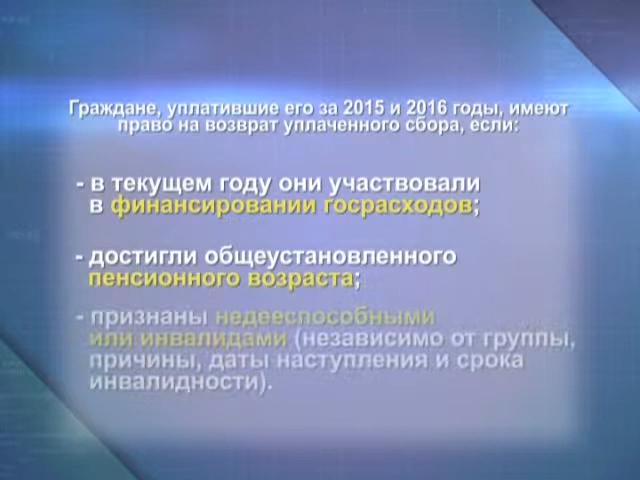 Граждане, уплатившие его за 2015 и 2016 годы, имеют
право на возврат уплаченного сбора, если:
- в текущем году они участвовали
в финансировании госрасходов;
- достигли общеустановленного
пенсионного возраста;
- признаны недееспособными
или инвалидами (независимо от группы,
причины, даты наступления и срока
инвалидности).